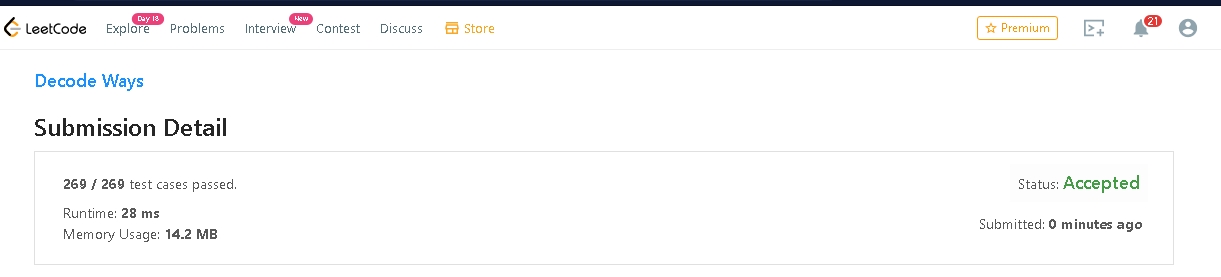 LeetCode Explore Day 18 Problems Interview New Contest Discuss Store Premium 21
Decode Ways
Submission Detail
269 / 269 test cases passed. Status: Accepted
Runtime: 28 ms
Memory Usage: 14.2 MB
Submitted: 0 minutes ago